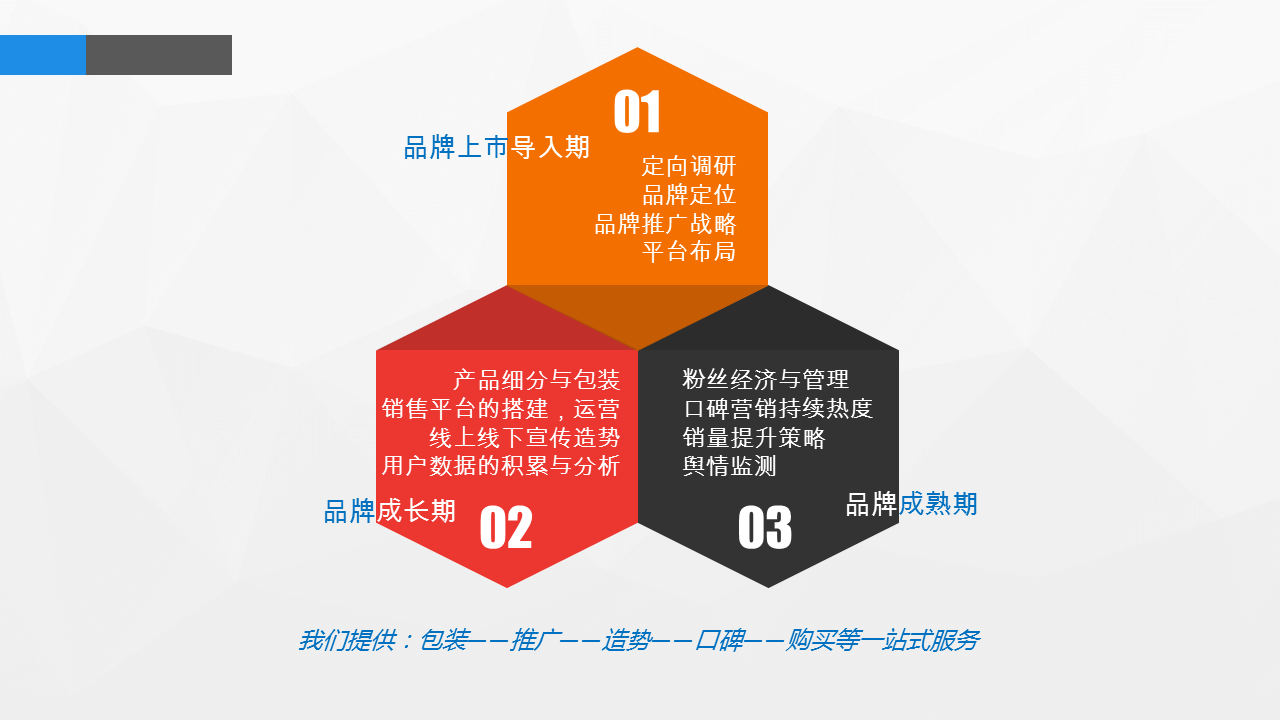 01
品牌上市导入期
定向调研
品牌定位
品牌推广战略
平台布局
产品细分与包装
销售平台的搭建，运营
线上线下宣传造势
用户数据的积累与分析
品牌成长期
02
粉丝经济与管理
口碑营销持续热度
销量提升策略
舆情监测
品牌成熟期
03
我们提供：包装——推广——造势——口碑——购买等一站式服务